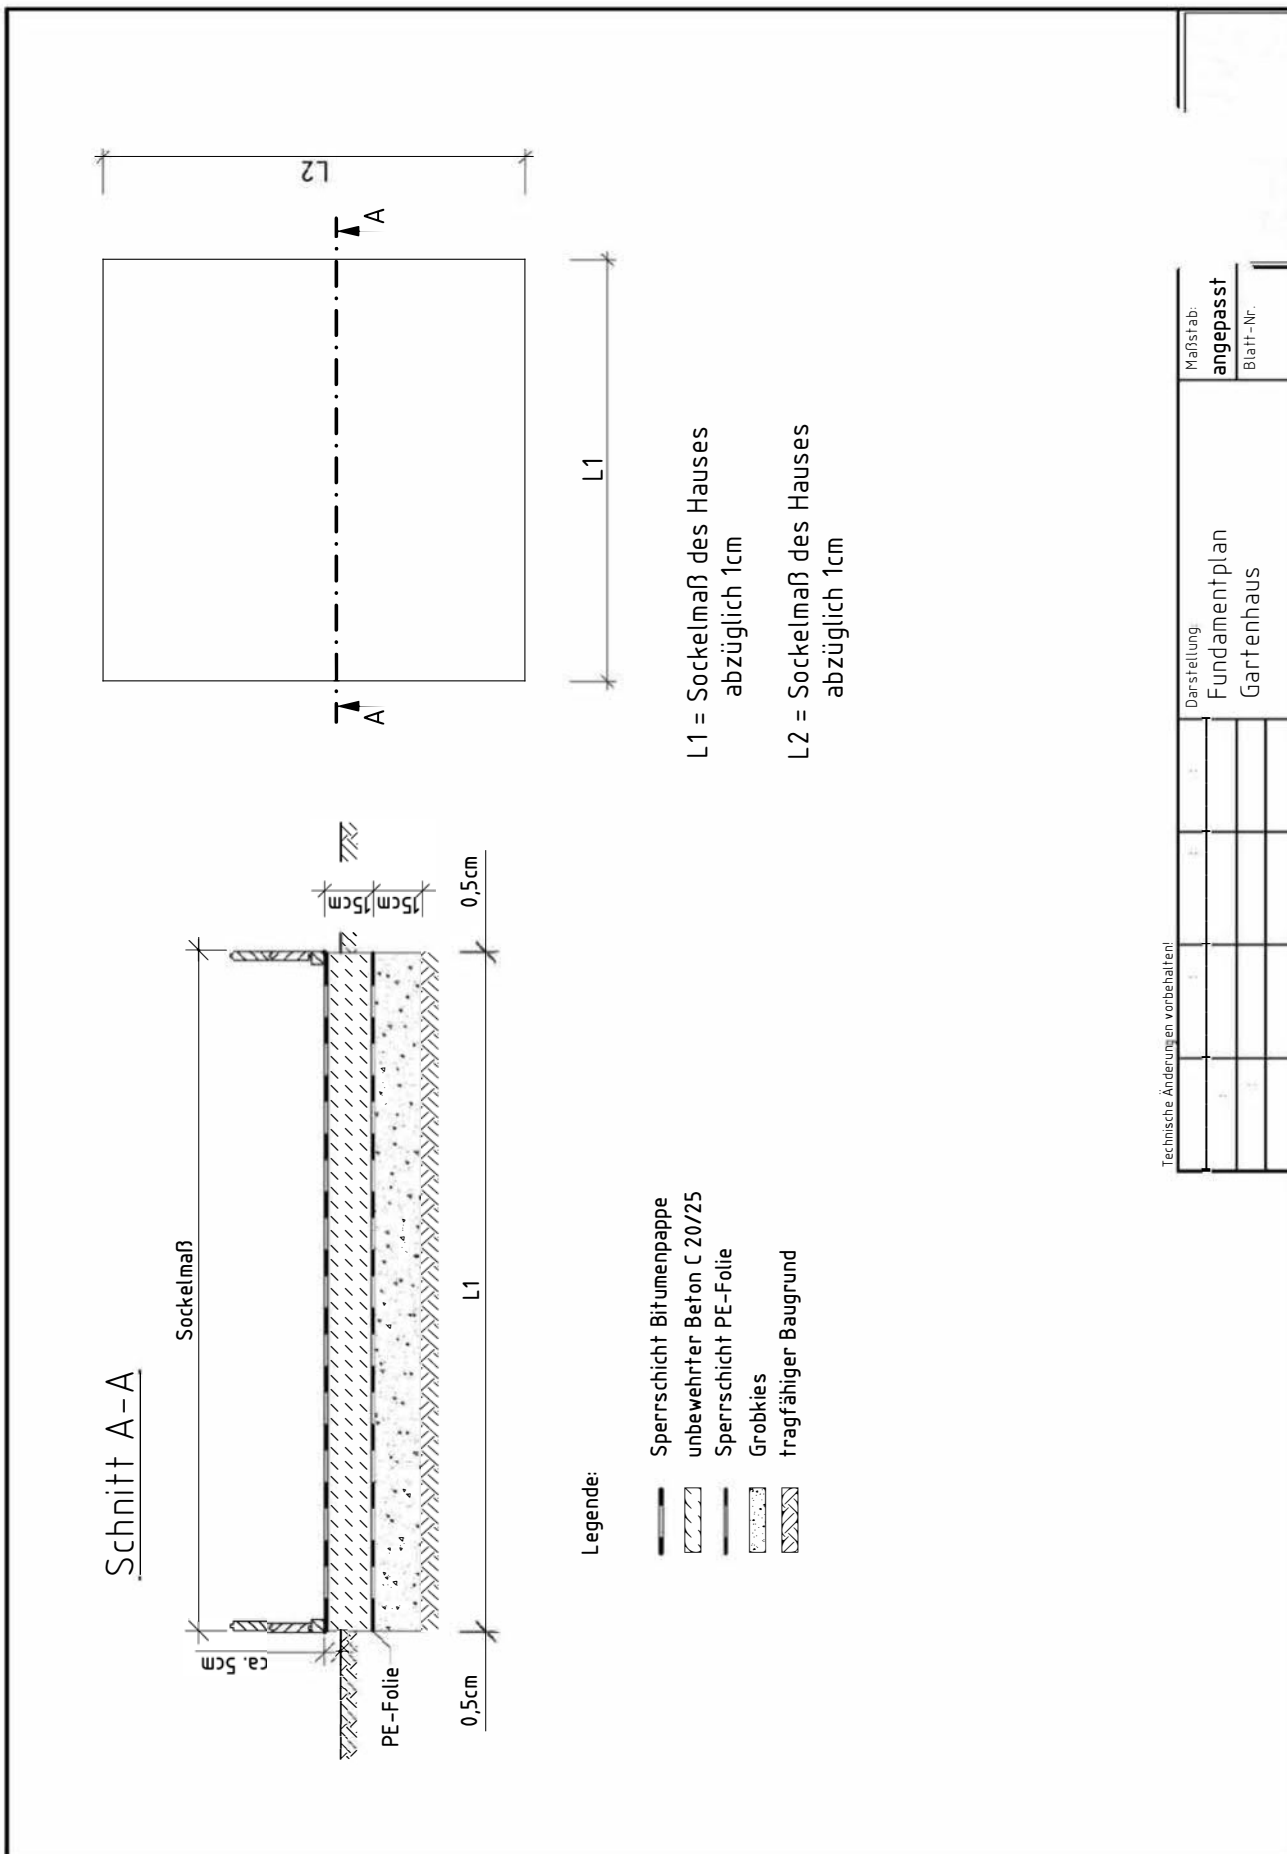 Schnitt A-A
Sockelmaß
ca. 5cm
15cm
15cm
PE-Folie
0,5cm
L1
0,5cm
Legende:
Sperrschicht Bitumenpappe
unbewehrter Beton C 20/25
Sperrschicht PE-Folie
Grobkies
tragfähiger Baugrund
L2
A
A
L1
L1 = Sockelmaß des Hauses
abzüglich 1cm
L2 = Sockelmaß des Hauses
abzüglich 1cm
Technische Änderungen vorbehalten!
Darstellung:
Fundamentplan
Gartenhaus
Maßstab:
angepasst
Blatt-Nr.